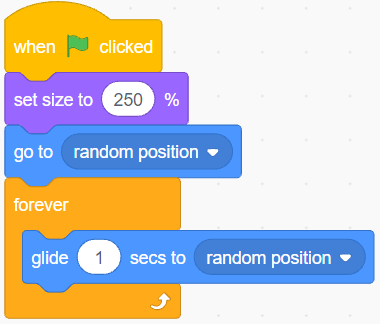 when clicked
set size to 250 %
go to random position
forever
glide 1 secs to random position